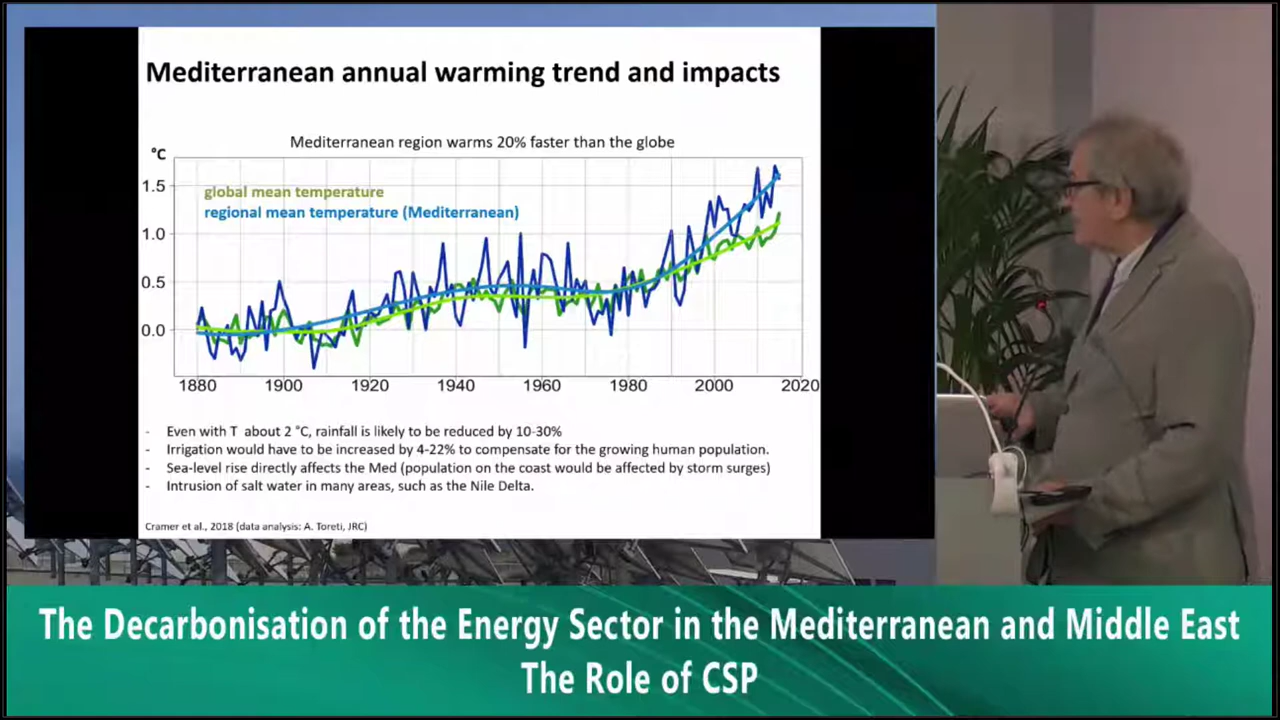 Mediterranean annual warming trend and impacts
Mediterranean region warms 20% faster than the globe
°C
global mean temperature
regional mean temperature (Mediterranean)
1.5
1.0
0.5
0.0
1880 1900 1920 1940 1960 1980 2000 2020
- Even with T about 2 °C, rainfall is likely to be reduced by 10-30%
- Irrigation would have to be increased by 4-22% to compensate for the growing human population.
- Sea-level rise directly affects the Med (population on the coast would be affected by storm surges)
- Intrusion of salt water in many areas, such as the Nile Delta.
Cramer et al., 2018 (data analysis: A. Toreti, JRC)
The Decarbonisation of the Energy Sector in the Mediterranean and Middle East
The Role of CSP